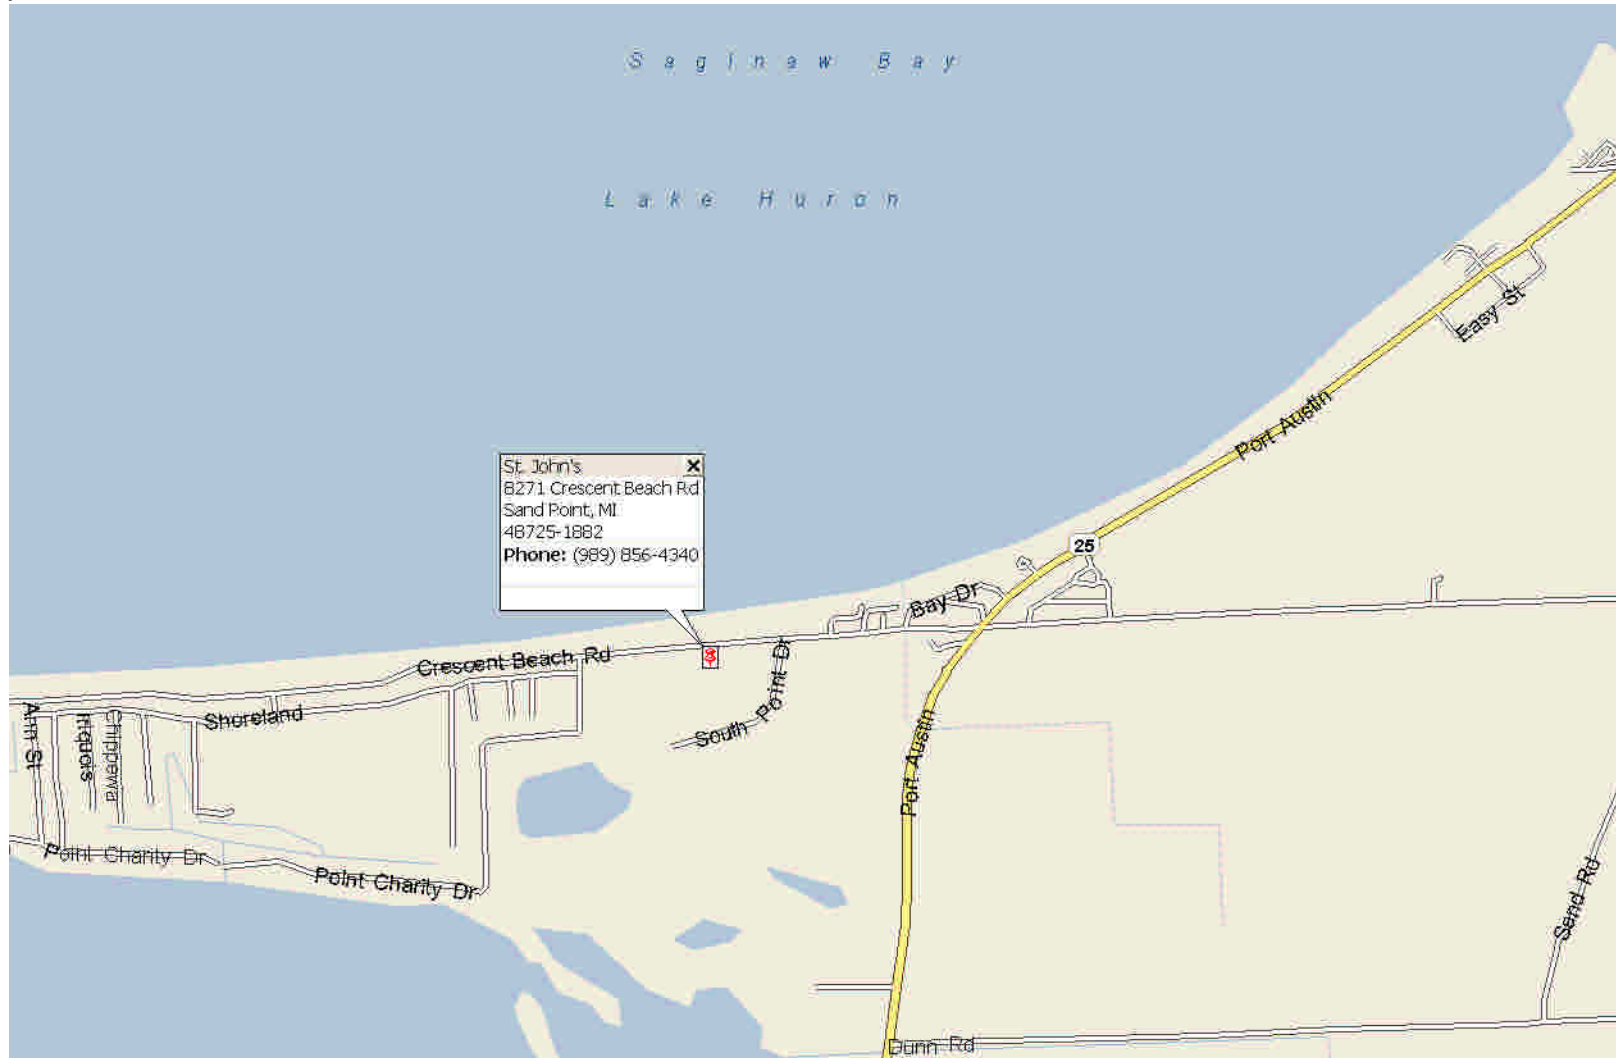 Saginaw Bay
Lake Huron
Easy St
Port Austin
St. John's
8271 Crescent Beach Rd
Sand Point, MI
48725-1882
Phone: (989) 856-4340
25
Bay Dr
Crescent Beach Rd
South Point Dr
Shoreland
Ann St
Chippewa
Port Austin
Point Charity Dr
Point Charity Dr
Sand Rd
Dunn Rd